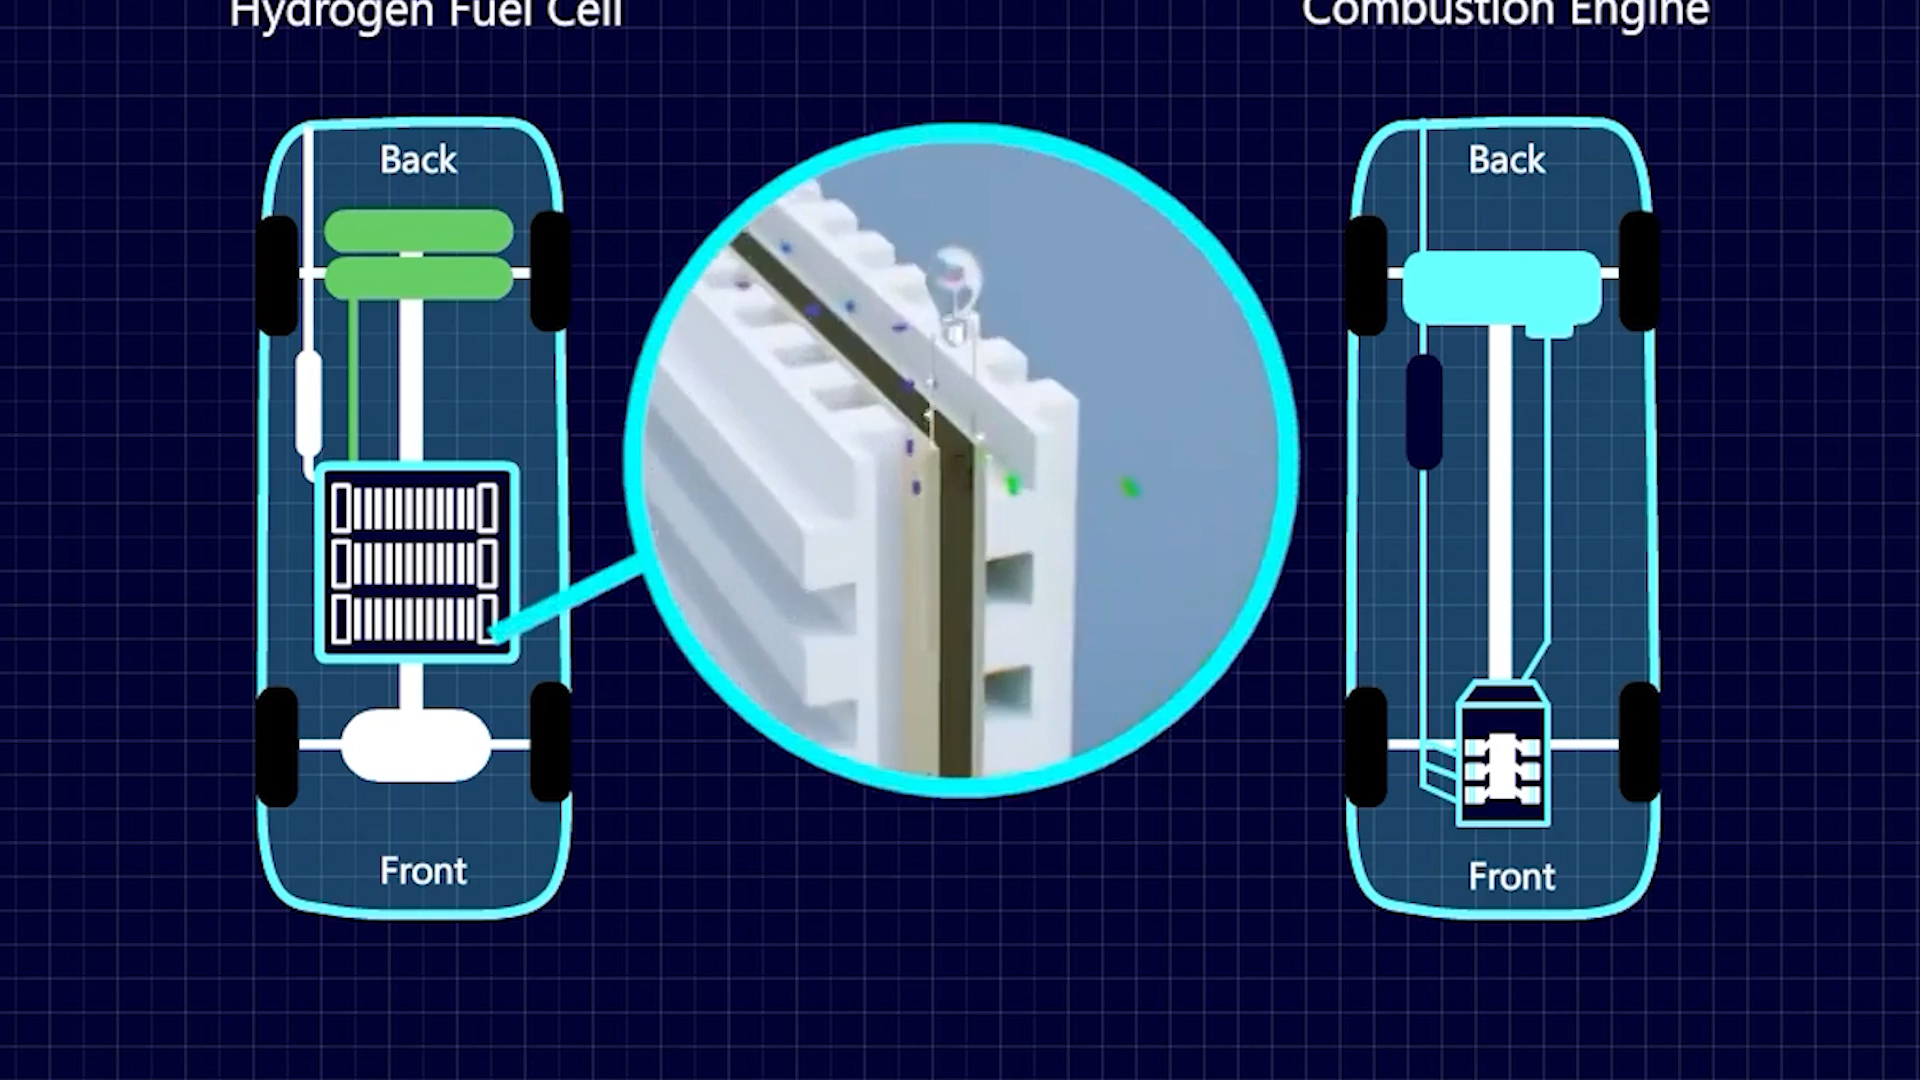 Hydrogen Fuel Cell
Combustion Engine
Back
Back
Front
Front